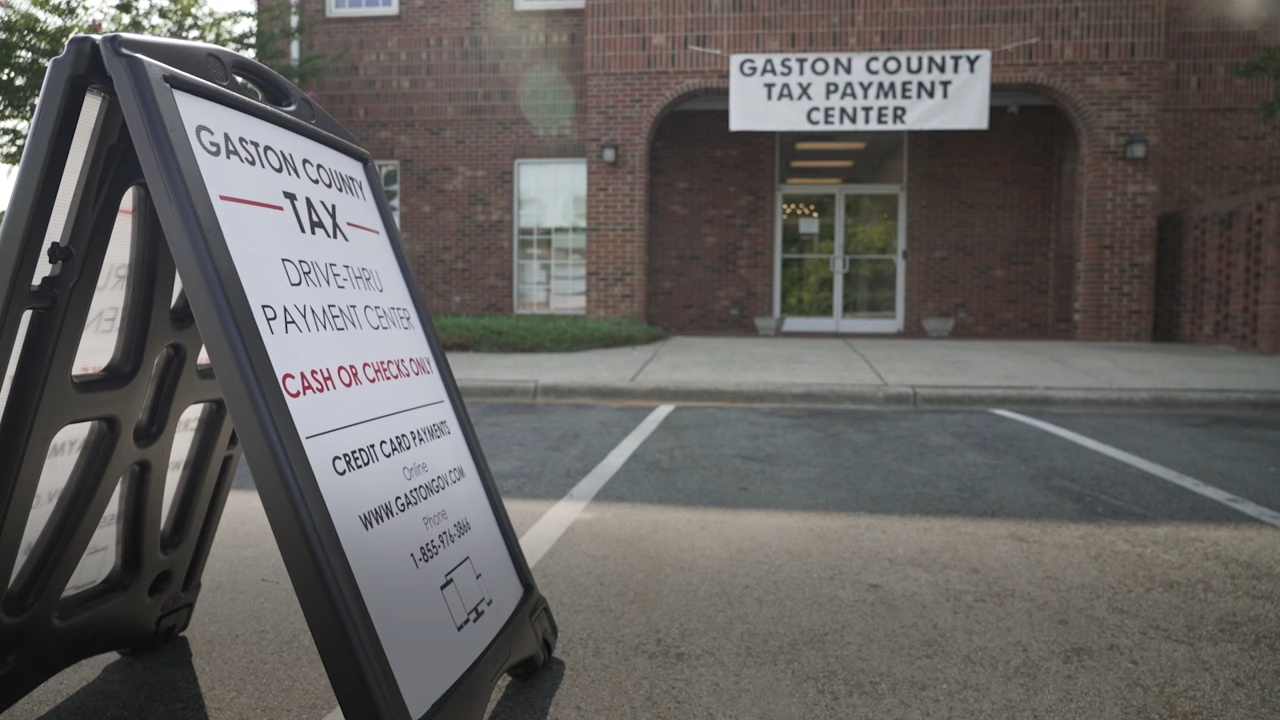 GASTON COUNTY
TAX
DRIVE-THRU
PAYMENT CENTER
CASH OR CHECKS ONLY
CREDIT CARD PAYMENTS
Online
WWW.GASTONGOV.COM
Phone
1-855-976-3866
GASTON COUNTY
TAX PAYMENT
CENTER